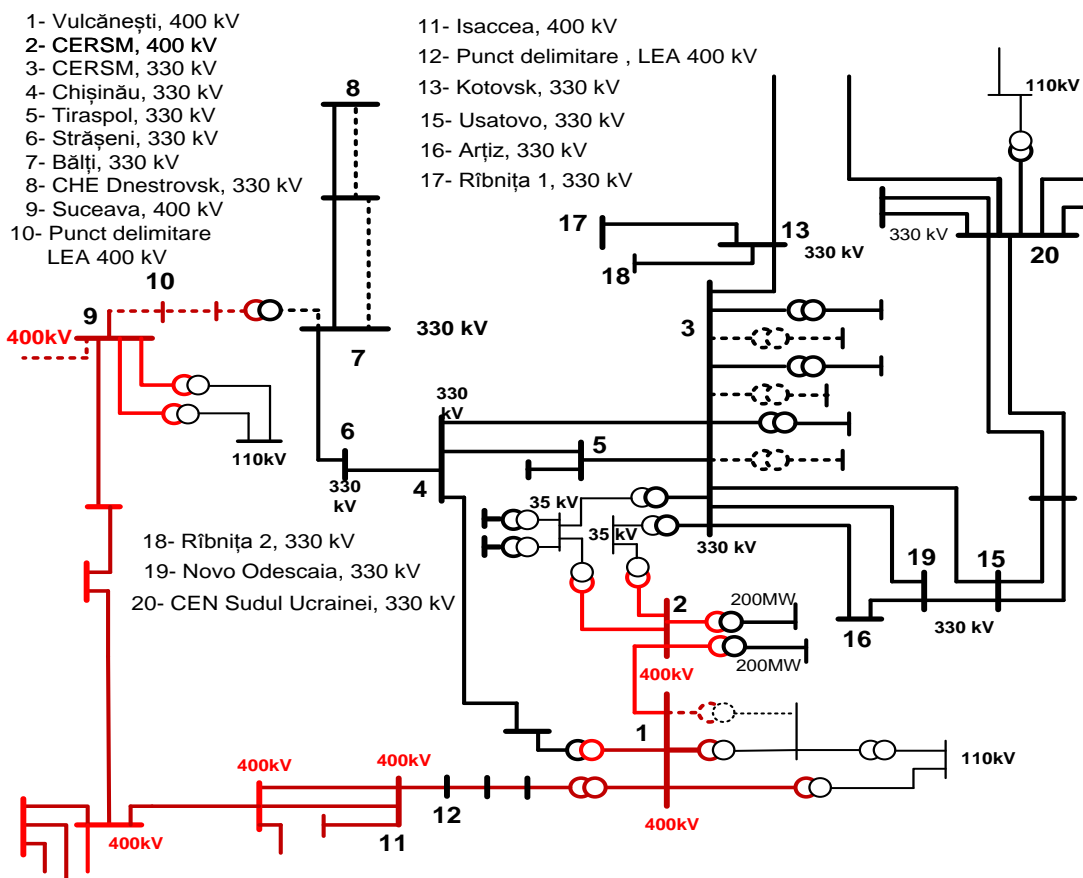 1- Vulcănești, 400 kV
2- CERSM, 400 kV
3- CERSM, 330 kV
4- Chișinău, 330 kV
5- Tiraspol, 330 kV
6- Strășeni, 330 kV
7- Bălți, 330 kV
8- CHE Dnestrovsk, 330 kV
9- Suceava, 400 kV
10- Punct delimitare
LEA 400 kV
11- Isaccea, 400 kV
12- Punct delimitare , LEA 400 kV
13- Kotovsk, 330 kV
15- Usatovo, 330 kV
16- Arțiz, 330 kV
17- Rîbnița 1, 330 kV
8
110kV
17
13
330 kV
18
330 kV
20
10
9
400kV
330 kV
7
3
110kV
330
kV
6
330
kV
4
5
35 kV
35 kV
330 kV
18- Rîbnița 2, 330 kV
19- Novo Odescaia, 330 kV
20- CEN Sudul Ucrainei, 330 kV
19
15
330 kV
16
2
200MW
200MW
400kV
1
110kV
400kV
400kV
400kV
12
11
400kV